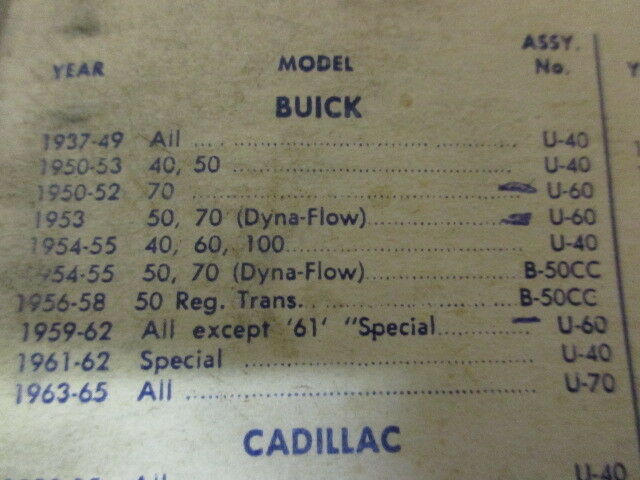 YEAR MODEL ASSY. No.
BUICK
1937-49 All U-40
1950-53 40, 50 U-40
1950-52 70 U-60
1953 50, 70 (Dyna-Flow) U-60
1954-55 40, 60, 100 U-40
1954-55 50, 70 (Dyna-Flow) B-50CC
1956-58 50 Reg. Trans. B-50CC
1959-62 All except '61' "Special U-60
1961-62 Special U-40
1963-65 All U-70
CADILLAC
All U-40